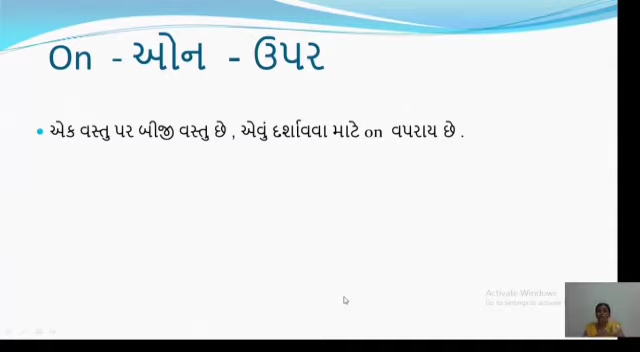 On - ઓન - ઉપર
એક વસ્તુ પર બીજી વસ્તુ છે , એવું દર્શાવવા માટે on વપરાય છે .
Activate Windows
Go to Settings to activate